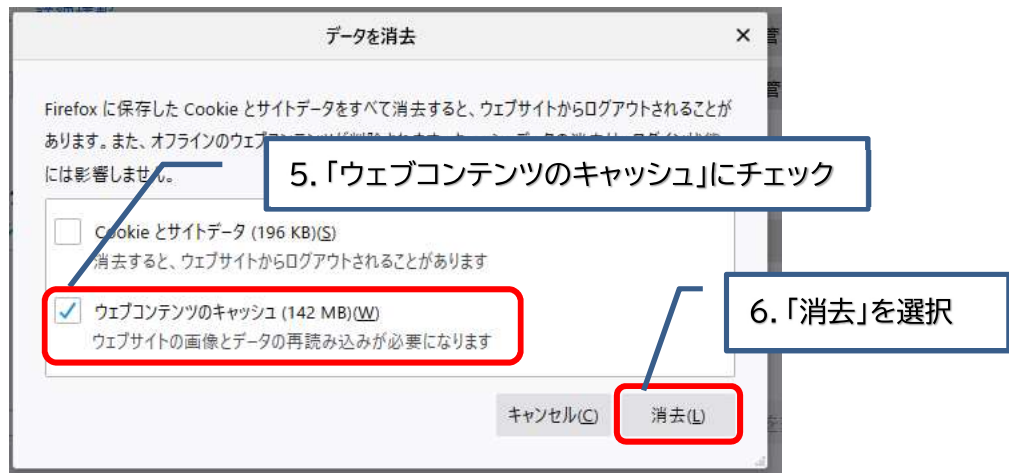 データを消去
Firefox に保存した Cookie とサイトデータをすべて消去すると、ウェブサイトからログアウトされることが
あります。また、オフラインのウェブ
には影響しません。
5.「ウェブコンテンツのキャッシュ」にチェック
Cookie とサイトデータ (196 KB)(S)
消去すると、ウェブサイトからログアウトされることがあります
ウェブコンテンツのキャッシュ (142 MB)(W)
ウェブサイトの画像とデータの再読み込みが必要になります
6.「消去」を選択
キャンセル(C)
消去(L)